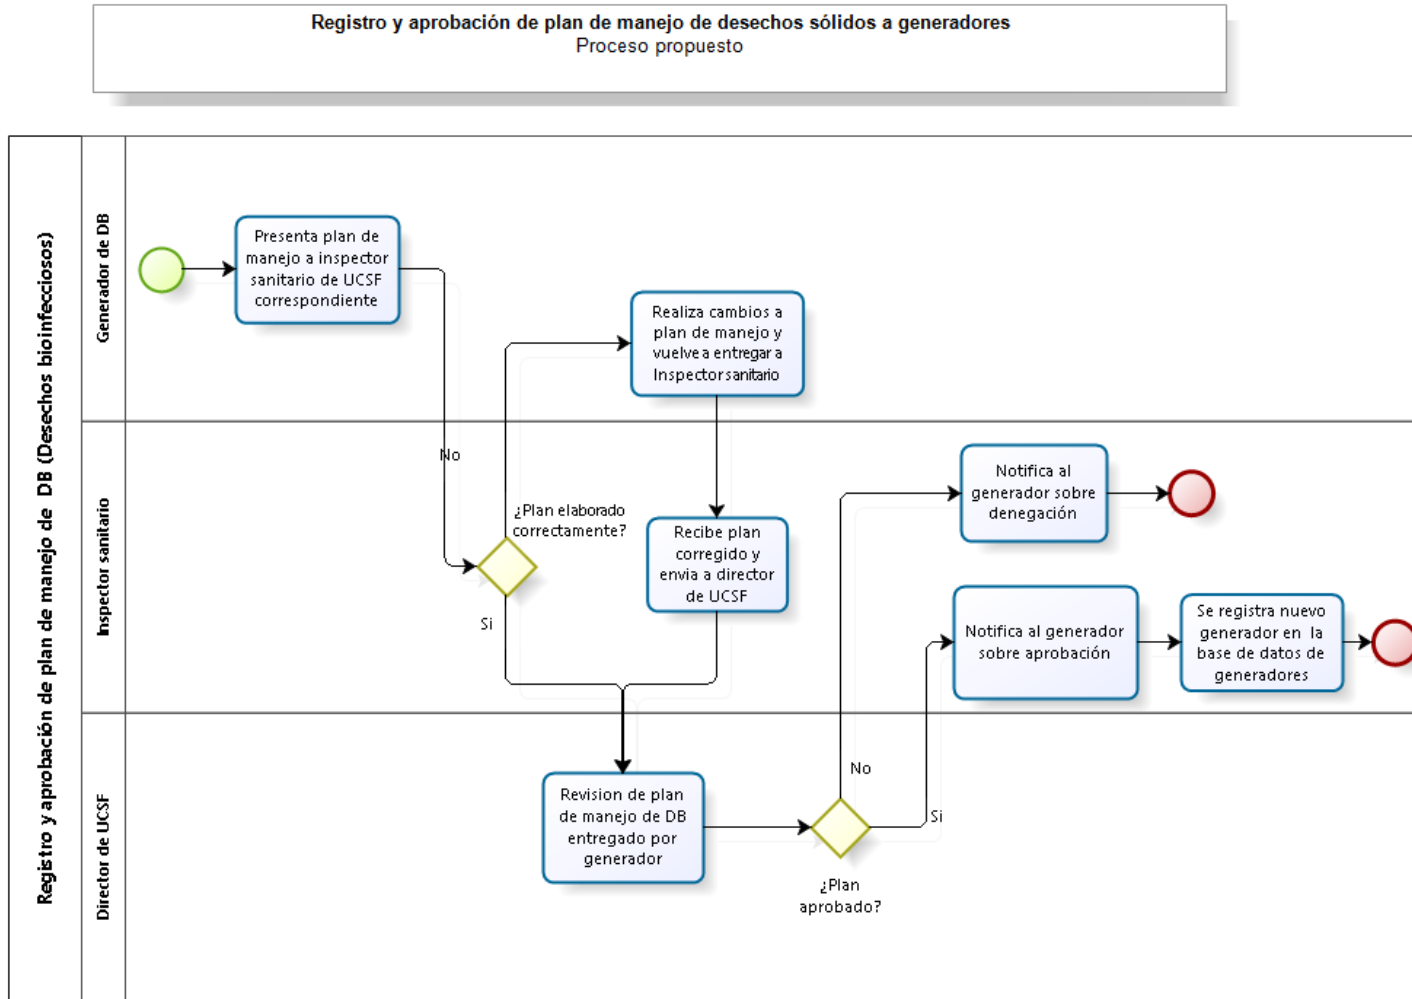 Registro y aprobación de plan de manejo de desechos sólidos a generadores
Proceso propuesto
Registro y aprobación de plan de manejo de  DB (Desechos bioinfecciosos)
Generador de DB
Presenta plan de
manejo a inspector
sanitario de UCSF
correspondiente
Realiza cambios a
plan de manejo y
vuelve a entregar a
Inspector sanitario
Inspector sanitario
No
¿Plan elaborado
correctamente?
Si
Recibe plan
corregido y
envia a director
de UCSF
Notifica al
generador sobre
denegación
Notifica al generador
sobre aprobación
Se registra nuevo
generador en  la
base de datos de
generadores
Director de UCSF
Revision de plan
de manejo de DB
entregado por
generador
No
Si
¿Plan
aprobado?